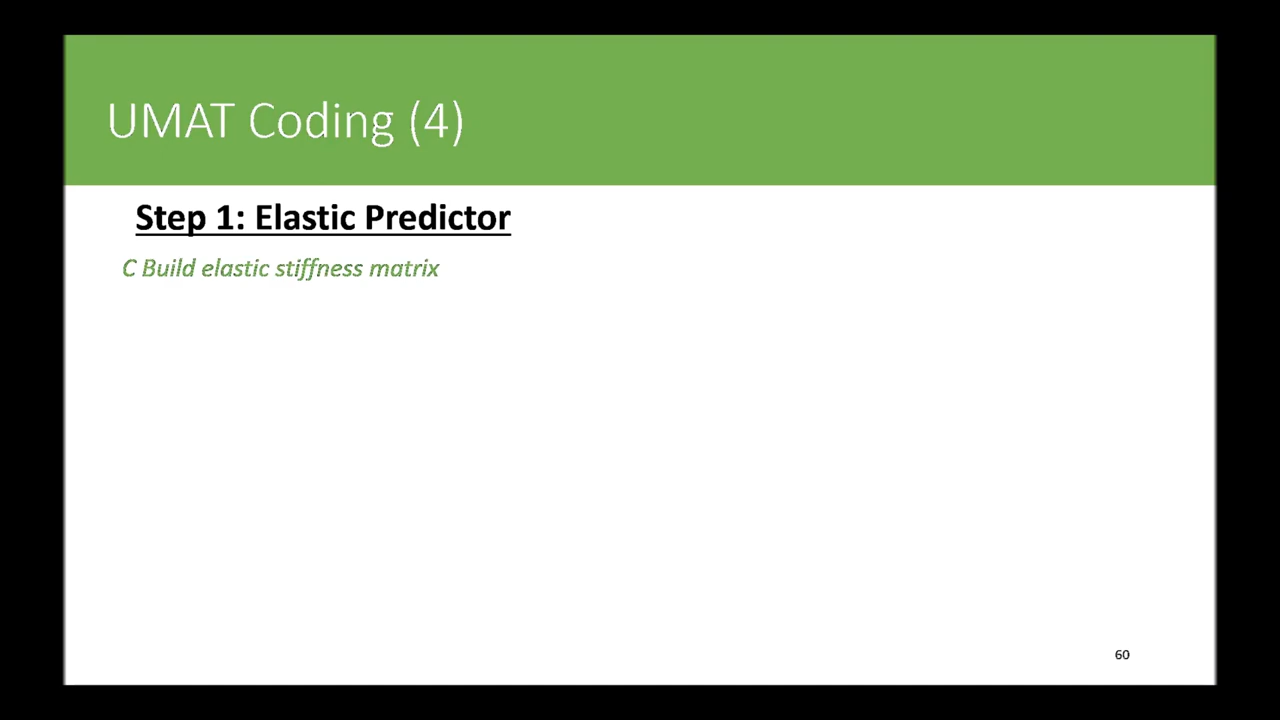 UMAT Coding (4)
Step 1: Elastic Predictor
C Build elastic stiffness matrix
60